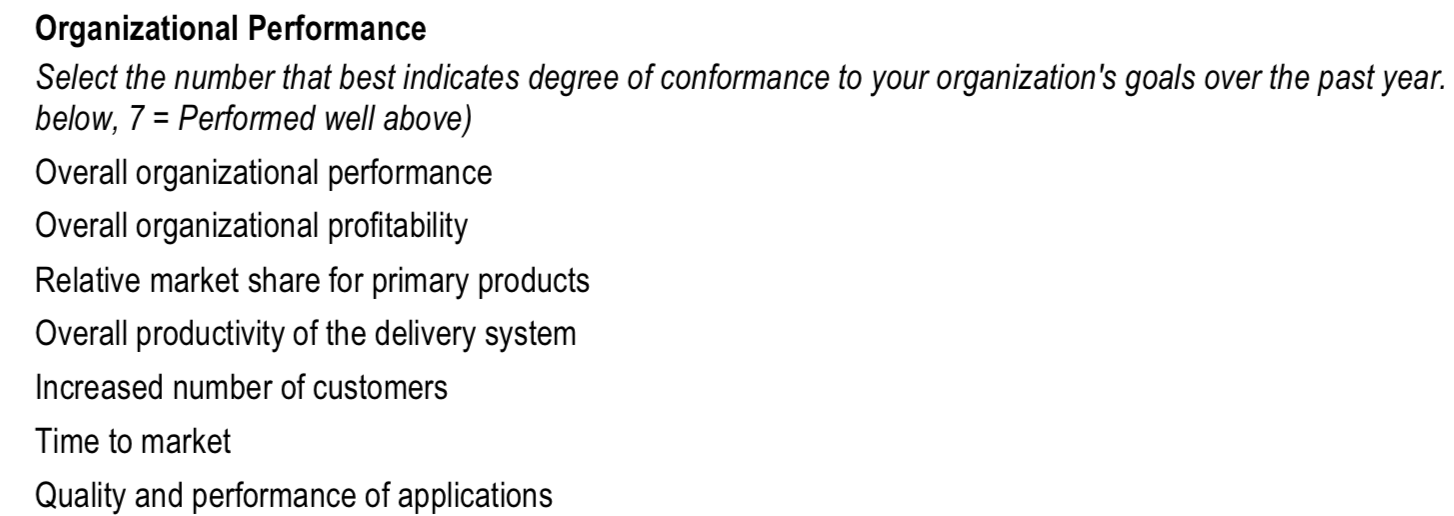 Organizational Performance
Select the number that best indicates degree of conformance to your organization's goals over the past year.
below, 7 = Performed well above)
Overall organizational performance
Overall organizational profitability
Relative market share for primary products
Overall productivity of the delivery system
Increased number of customers
Time to market
Quality and performance of applications